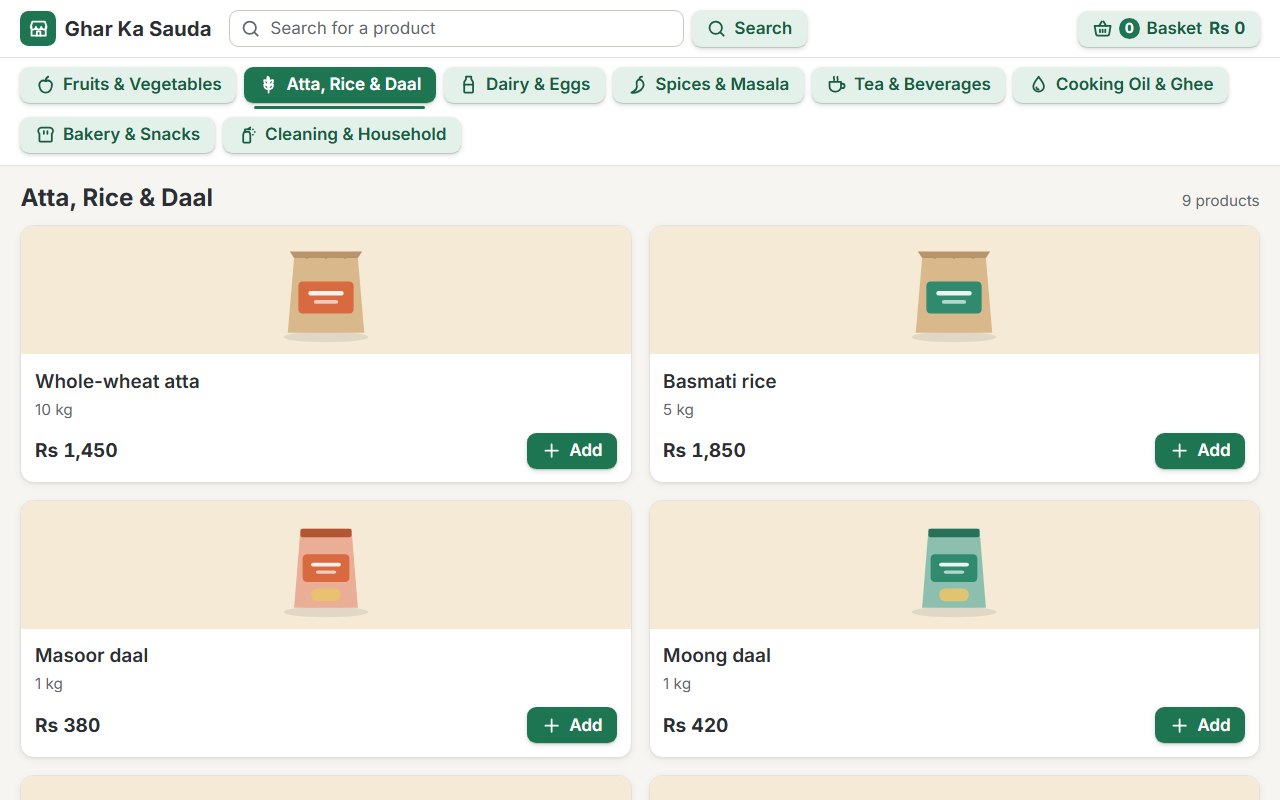 Ghar Ka Sauda
Search for a product
Search
0 Basket Rs 0
Fruits & Vegetables
Atta, Rice & Daal
Dairy & Eggs
Spices & Masala
Tea & Beverages
Cooking Oil & Ghee
Bakery & Snacks
Cleaning & Household
Atta, Rice & Daal
9 products
Whole-wheat atta
10 kg
Rs 1,450
Add
Basmati rice
5 kg
Rs 1,850
Add
Masoor daal
1 kg
Rs 380
Add
Moong daal
1 kg
Rs 420
Add